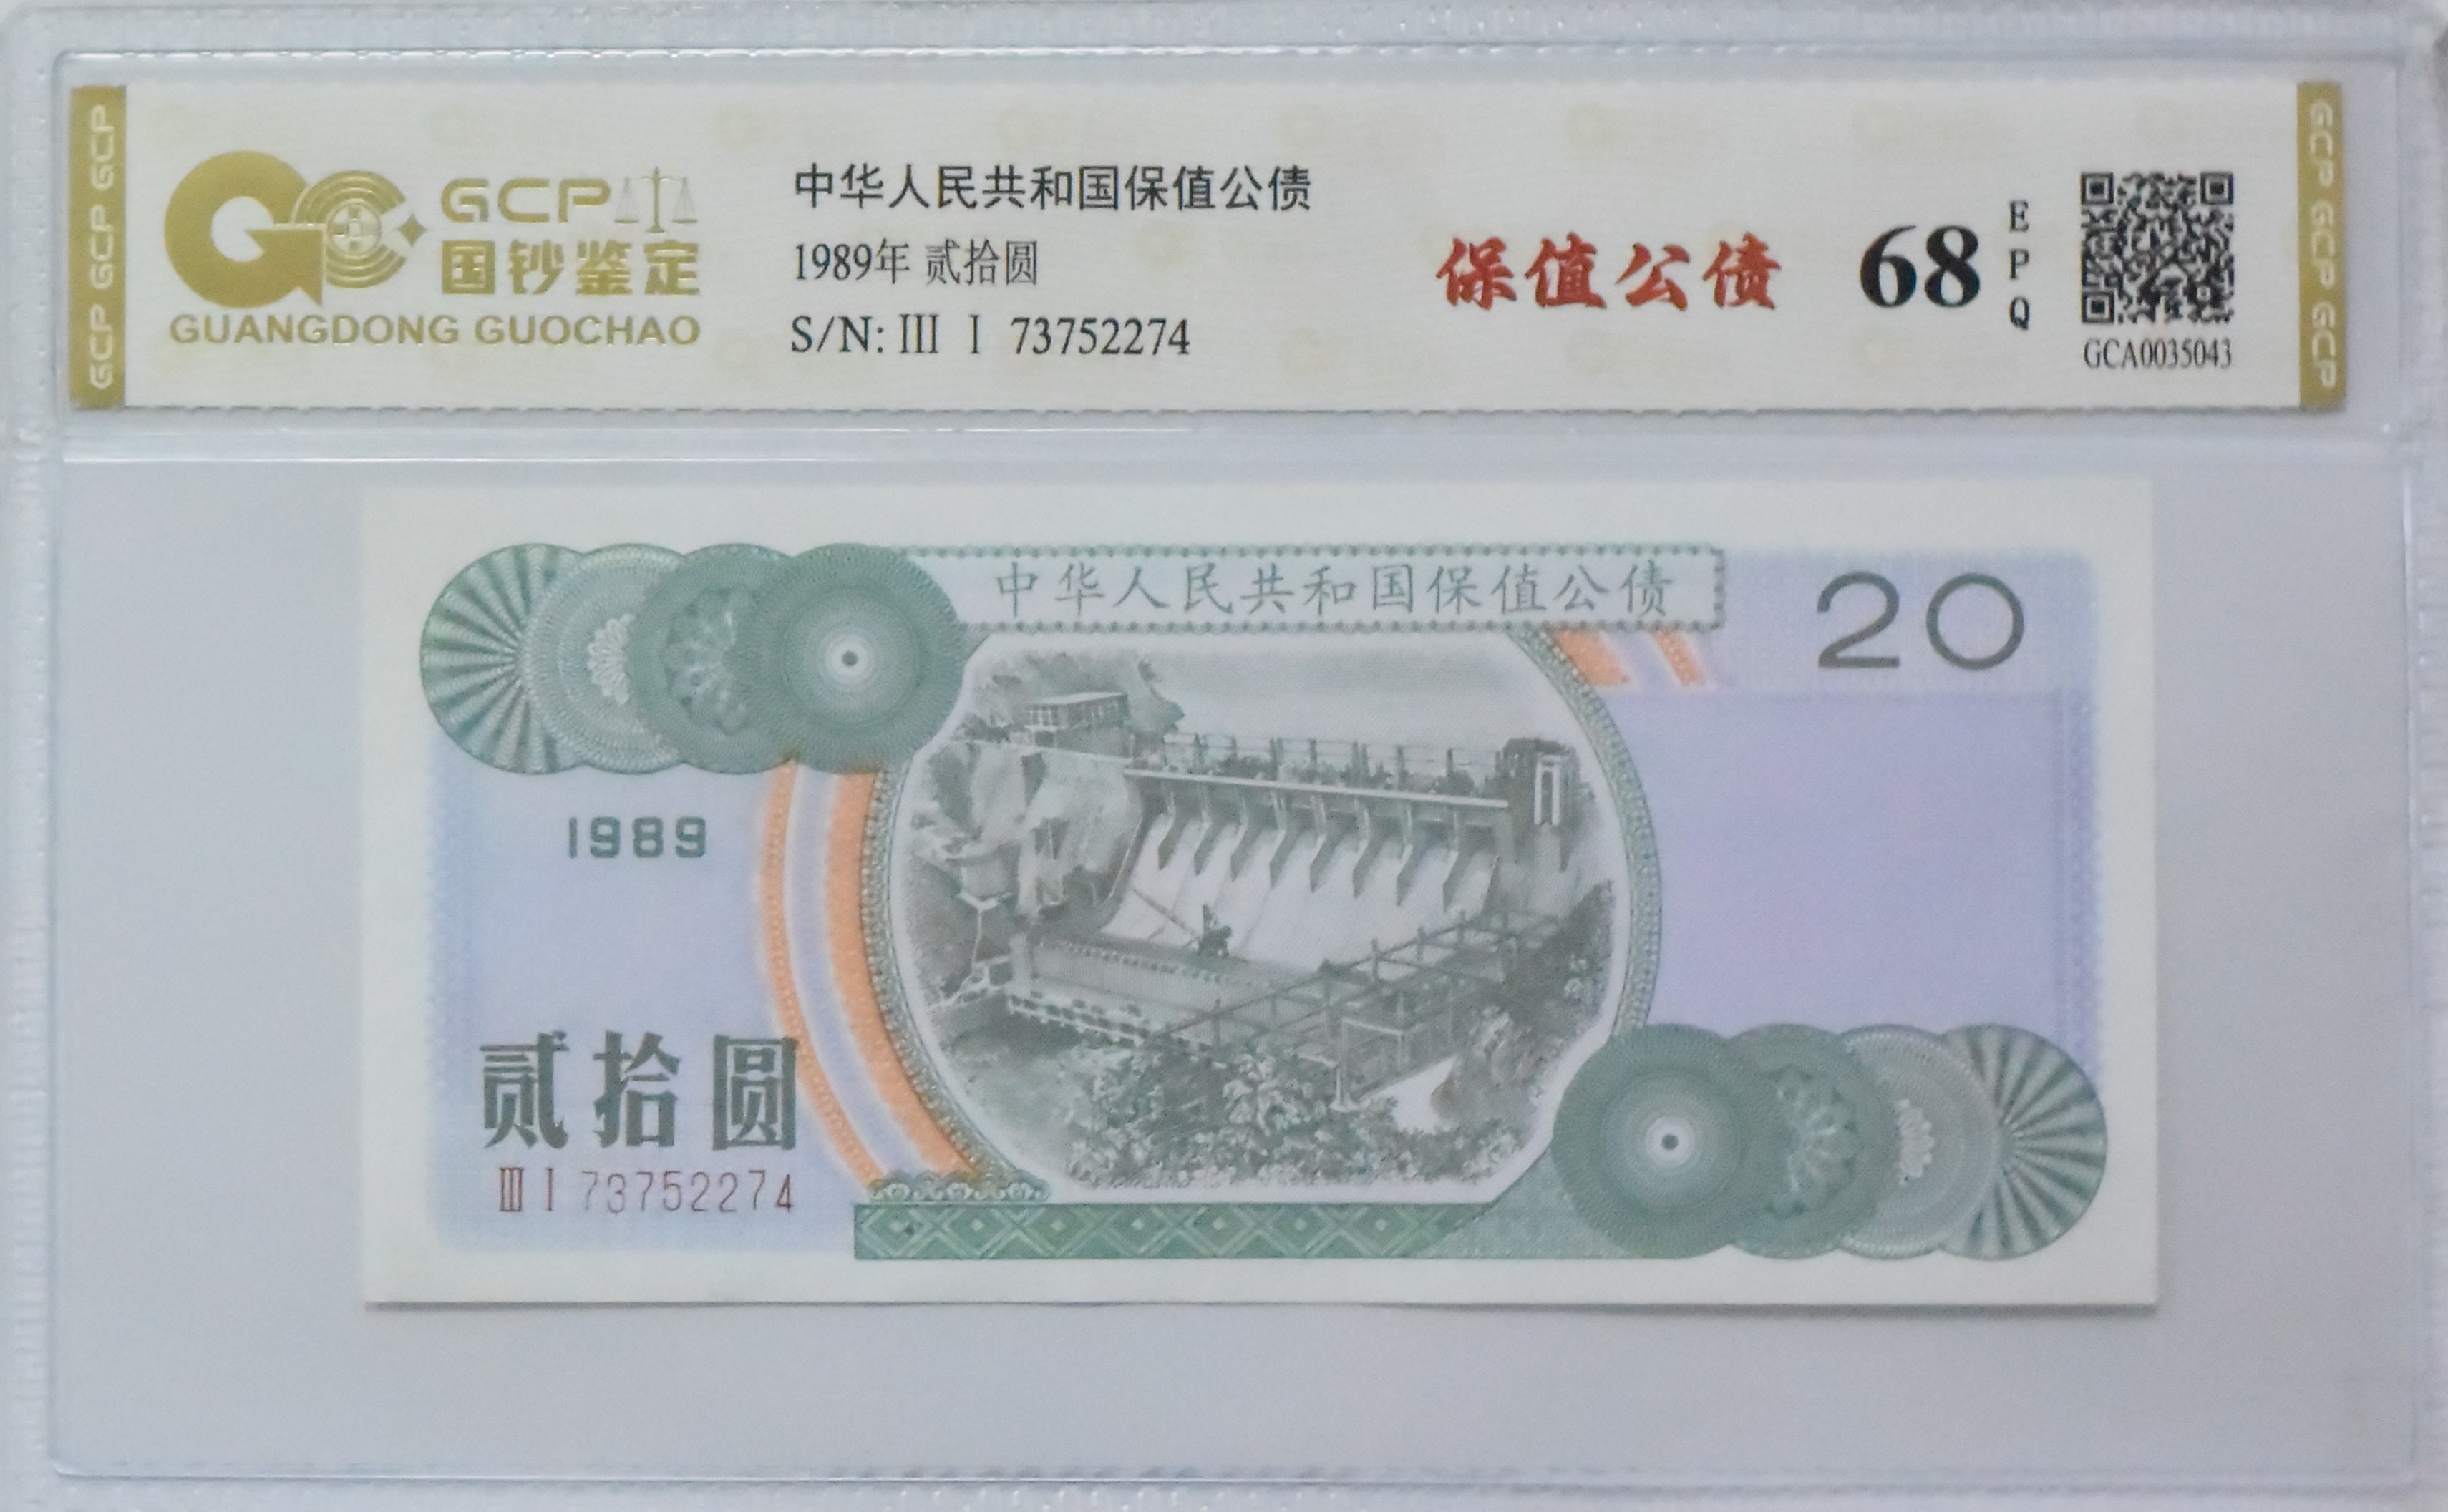 GCP GCP GCP
GCP
国钞鉴定
GUANGDONG GUOCHAO
中华人民共和国保值公债
1989年 贰拾圆
S/N: III I 73752274
保值公债
68
EPQ
GCA0035043
GCP GCP GCP
中华人民共和国保值公债
20
1989
贰拾圆
III I 73752274